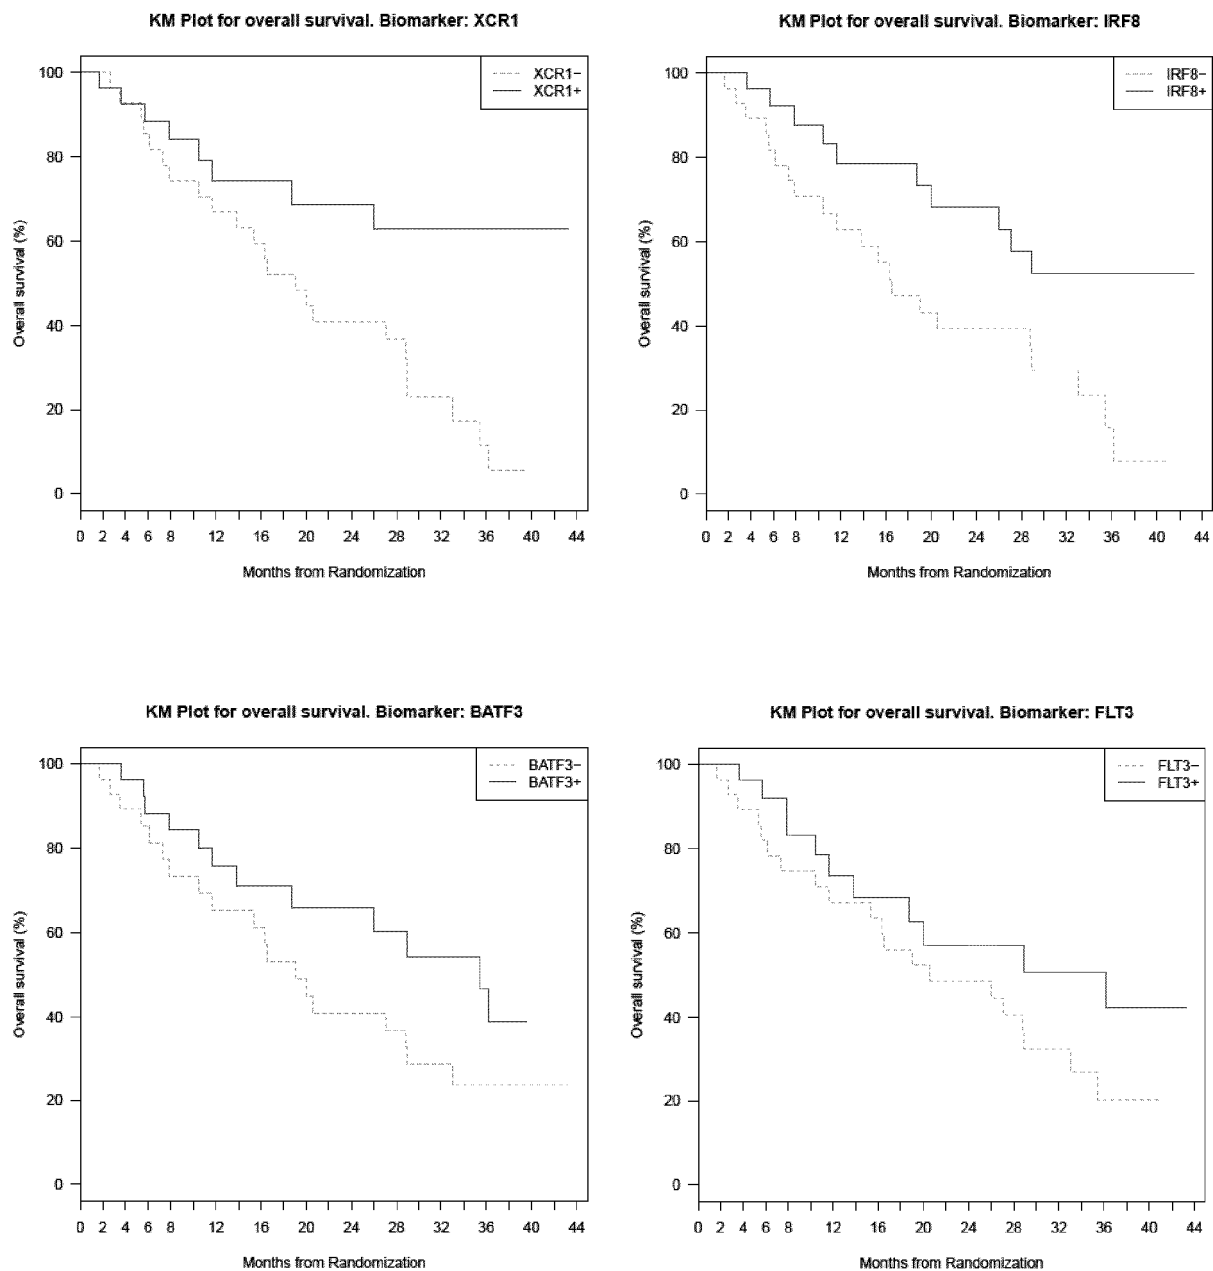 KM Plot for overall survival. Biomarker: XCR1
XCR1−
XCR1+
100
80
60
40
20
0
Overall survival (%)
0 2 4 6 8 12 16 20 24 28 32 36 40 44
Months from Randomization
KM Plot for overall survival. Biomarker: IRF8
IRF8−
IRF8+
100
80
60
40
20
0
Overall survival (%)
0 2 4 6 8 12 16 20 24 28 32 36 40 44
Months from Randomization
KM Plot for overall survival. Biomarker: BATF3
BATF3−
BATF3+
100
80
60
40
20
0
Overall survival (%)
0 2 4 6 8 12 16 20 24 28 32 36 40 44
Months from Randomization
KM Plot for overall survival. Biomarker: FLT3
FLT3−
FLT3+
100
80
60
40
20
0
Overall survival (%)
0 2 4 6 8 12 16 20 24 28 32 36 40 44
Months from Randomization